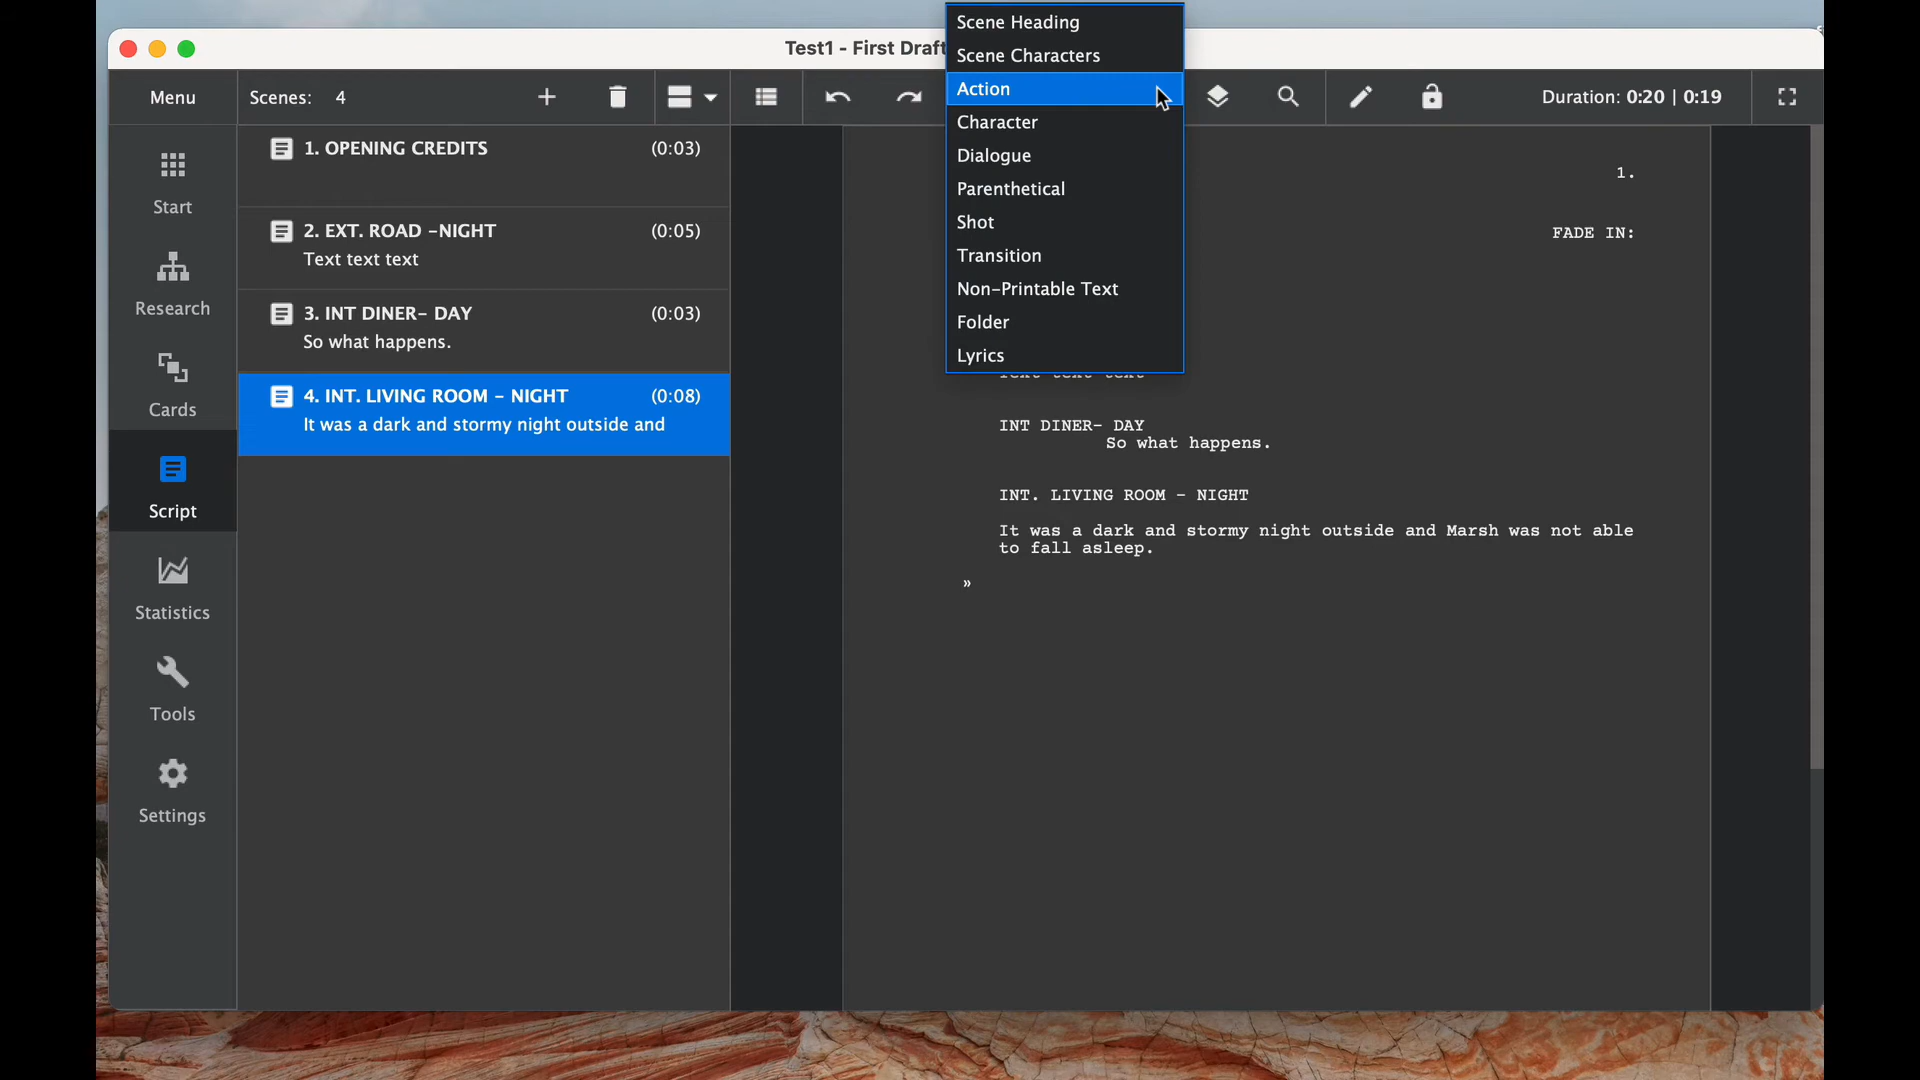 Test1 - First Draft
Scene Heading
Scene Characters
Action
Character
Dialogue
Parenthetical
Shot
Transition
Non-Printable Text
Folder
Lyrics
Menu
Scenes: 4
Duration: 0:20 | 0:19
Start
Research
Cards
Script
Statistics
Tools
Settings
1. OPENING CREDITS (0:03)
2. EXT. ROAD -NIGHT (0:05)
Text text text
3. INT DINER- DAY (0:03)
So what happens.
4. INT. LIVING ROOM - NIGHT (0:08)
It was a dark and stormy night outside and
1.
FADE IN:
Text text text
INT DINER- DAY
So what happens.
INT. LIVING ROOM - NIGHT
It was a dark and stormy night outside and Marsh was not able
to fall asleep.
»